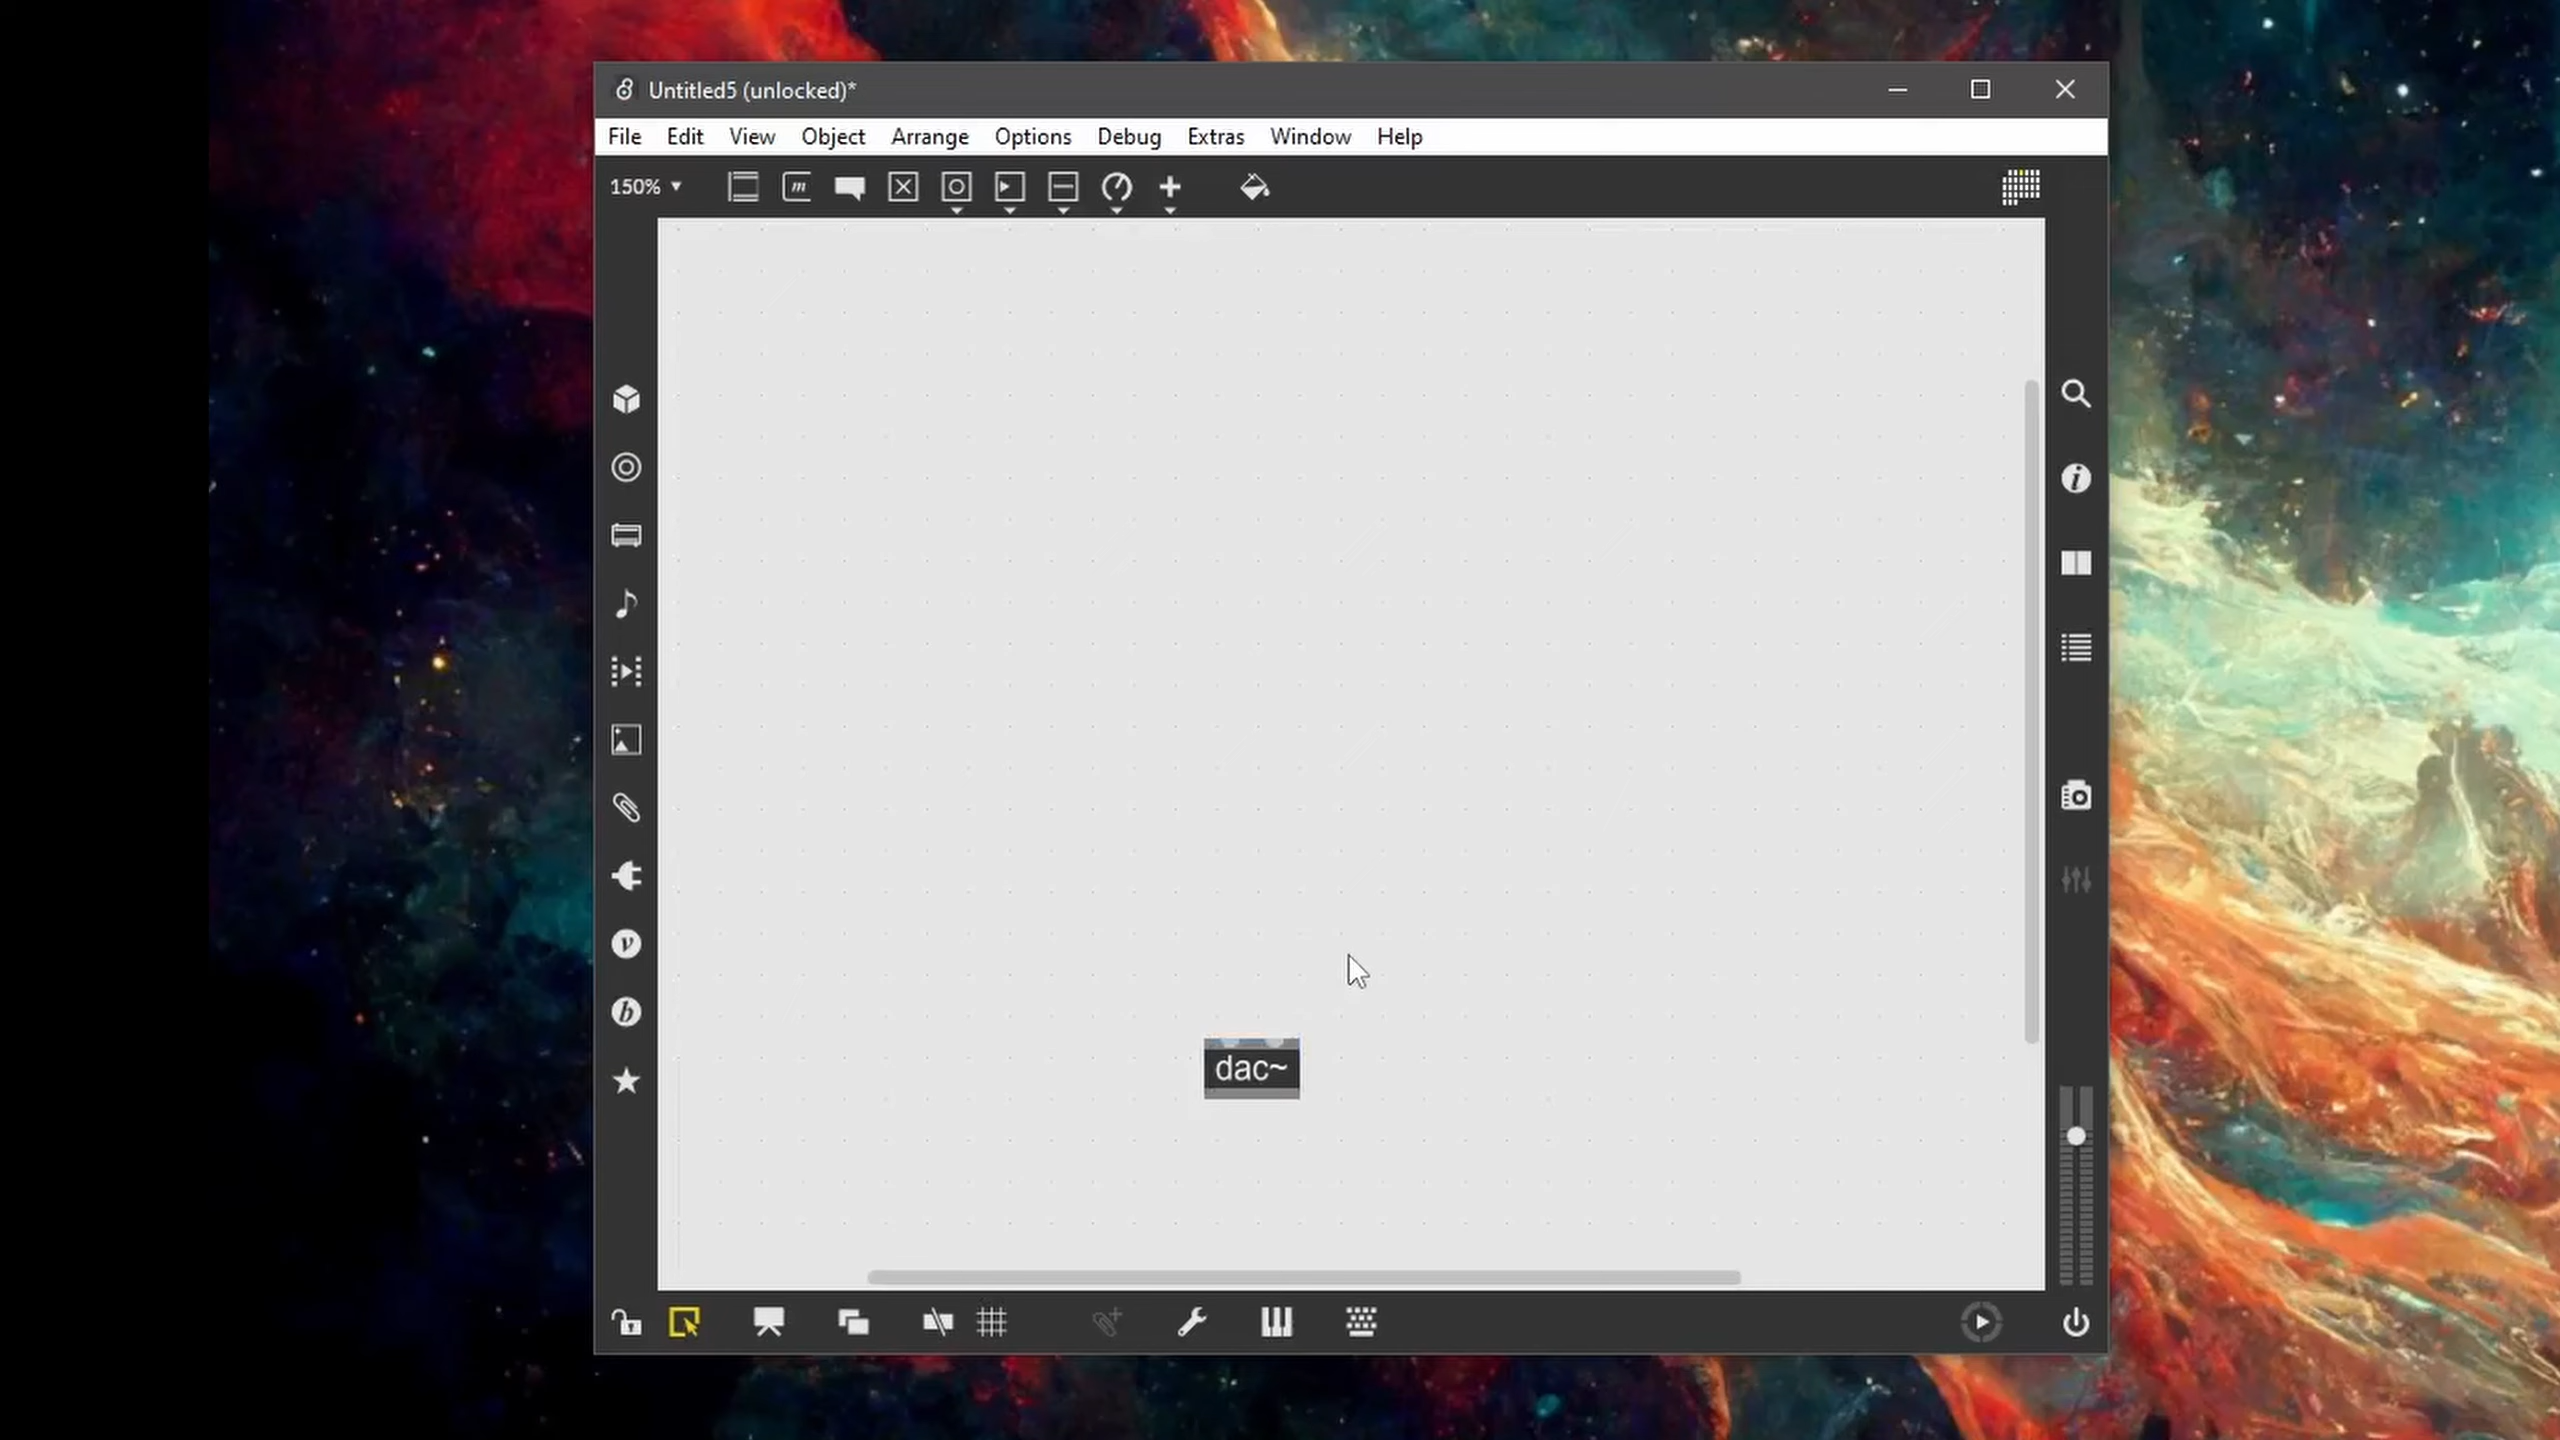 Untitled5 (unlocked)*
File Edit View Object Arrange Options Debug Extras Window Help
150%
dac~